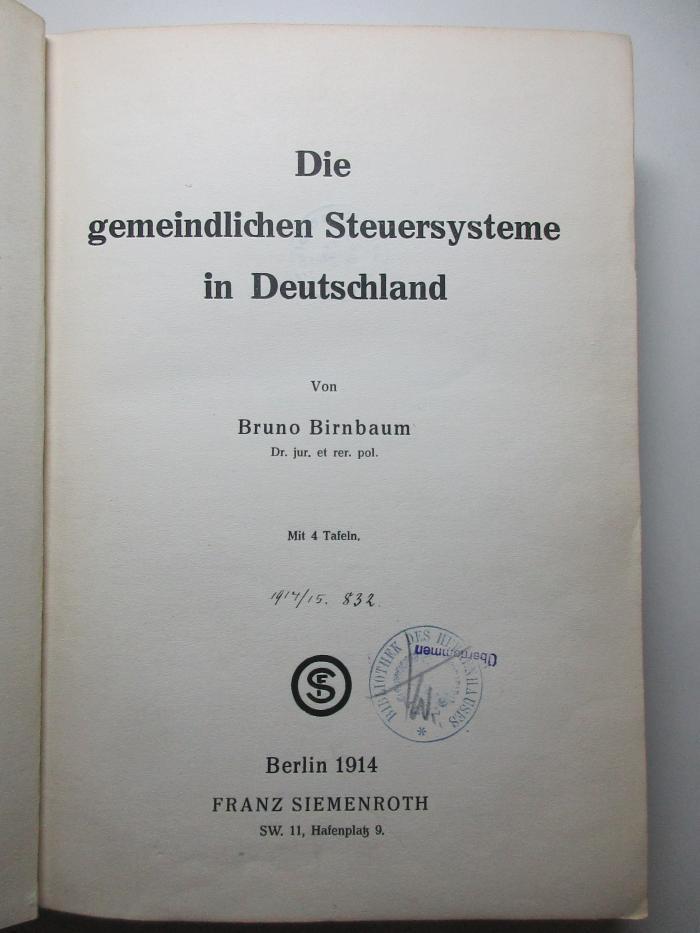 Die
gemeindlichen Steuersysteme
in Deutschland
Von
Bruno Birnbaum
Dr. jur. et rer. pol.
Mit 4 Tafeln.
1914/15. 832.
BIBLIOTHEK DES HERRENHAUSES *
Übernommen
SFC
Berlin 1914
FRANZ SIEMENROTH
SW. 11, Hafenplatz 9.